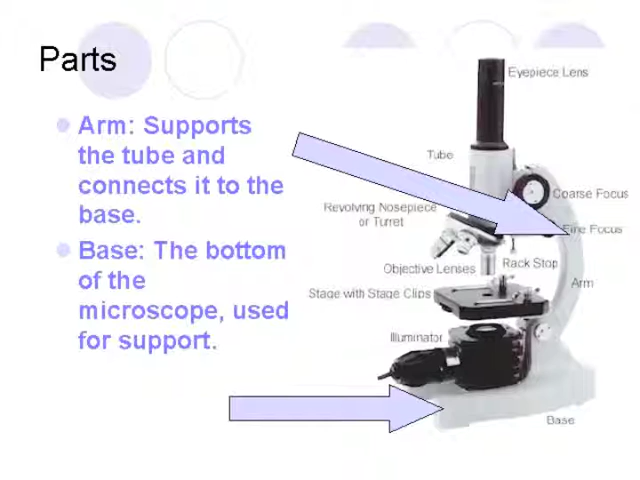 Parts
Arm: Supports
the tube and
connects it to the
base.
Base: The bottom
of the
microscope, used
for support.
Eyepiece Lens
Tube
Coarse Focus
Revolving Nosepiece
or Turret
Fine Focus
Rack Stop
Objective Lenses
Arm
Stage with Stage Clips
Illuminator
Base